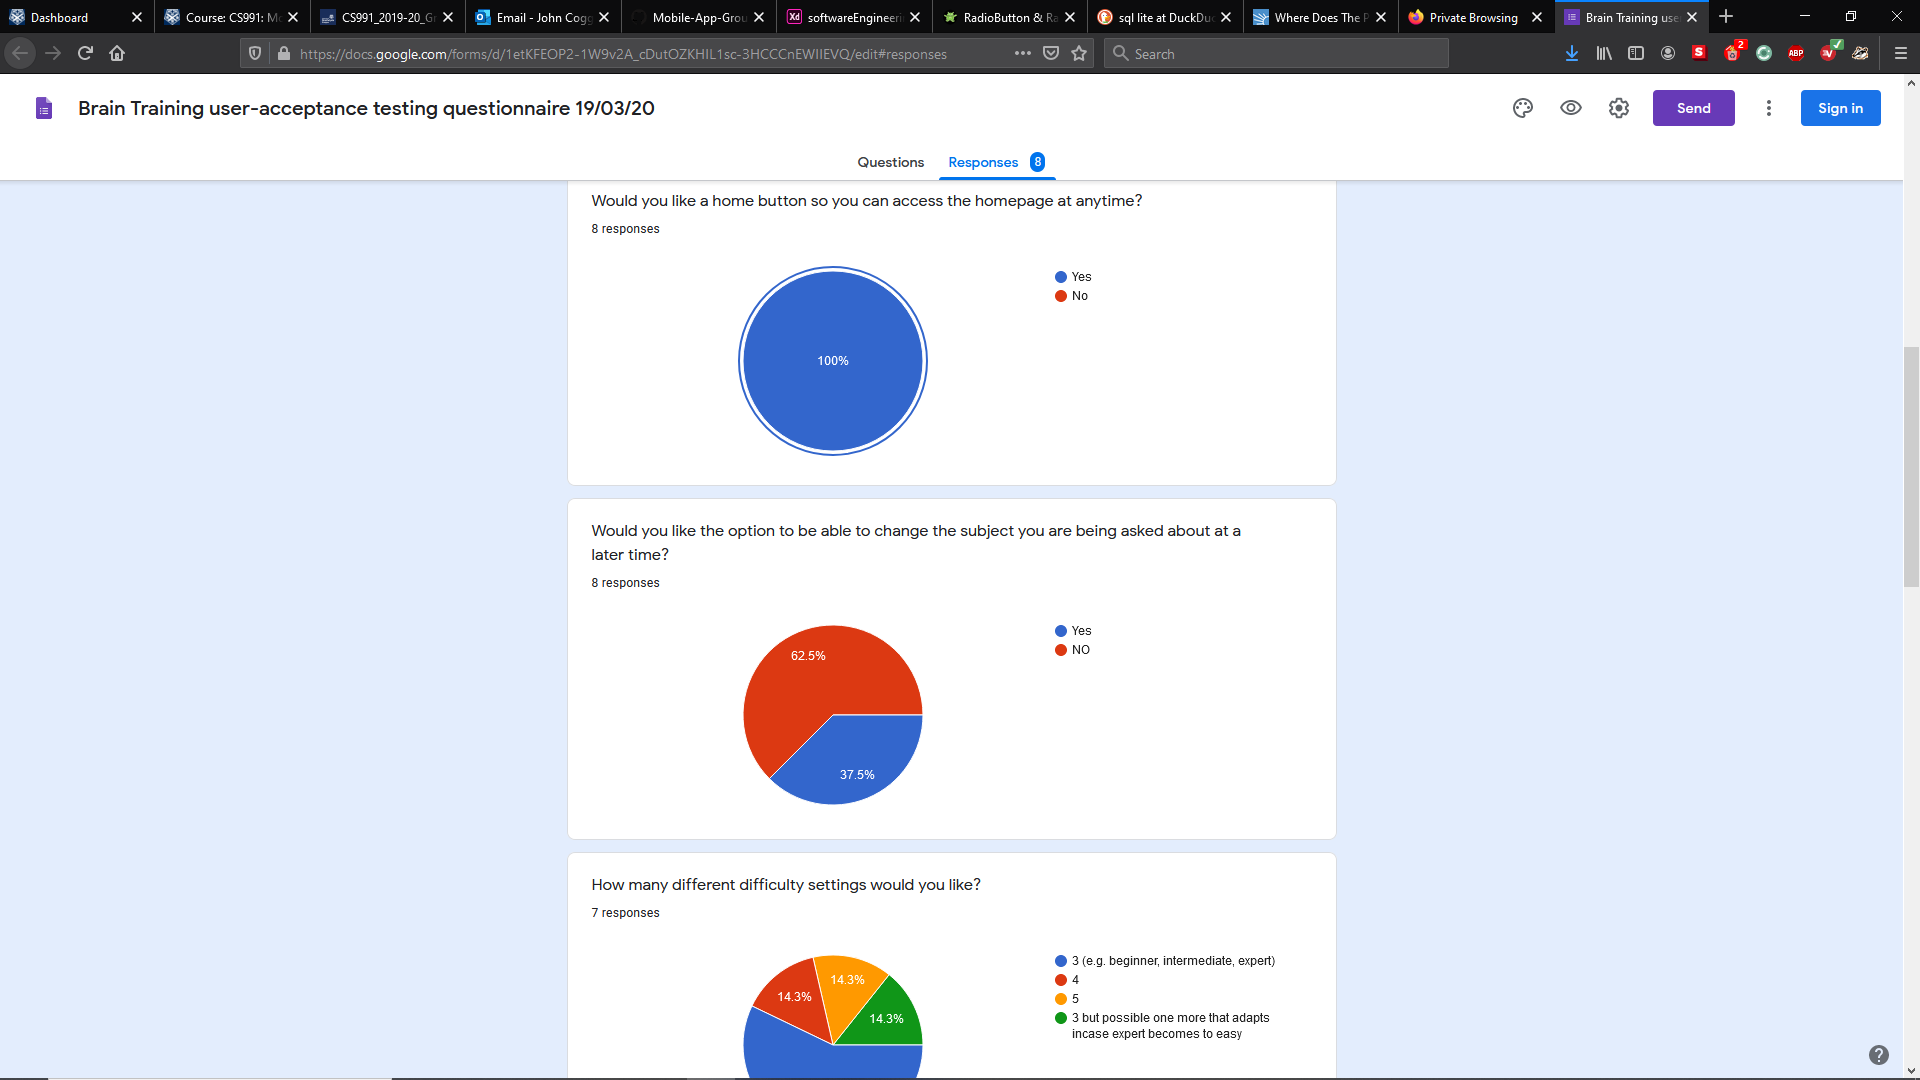 Dashboard
Course: CS991: Mo
CS991_2019-20_Gr
Email - John Cogg
Mobile-App-Grou
softwareEngineeri
RadioButton & Ra
sql lite at DuckDuc
Where Does The P
Private Browsing
Brain Training use
https://docs.google.com/forms/d/1etKFEOP2-1W9v2A_cDutOZKHIL1sc-3HCCCnEWIIEVQ/edit#responses
Search
S
2
ABP
Brain Training user-acceptance testing questionnaire 19/03/20
Send
Sign in
Questions
Responses 8
Would you like a home button so you can access the homepage at anytime?
8 responses
Yes
No
100%
Would you like the option to be able to change the subject you are being asked about at a
later time?
8 responses
Yes
NO
62.5%
37.5%
How many different difficulty settings would you like?
7 responses
3 (e.g. beginner, intermediate, expert)
4
5
3 but possible one more that adapts
incase expert becomes to easy
14.3%
14.3%
14.3%